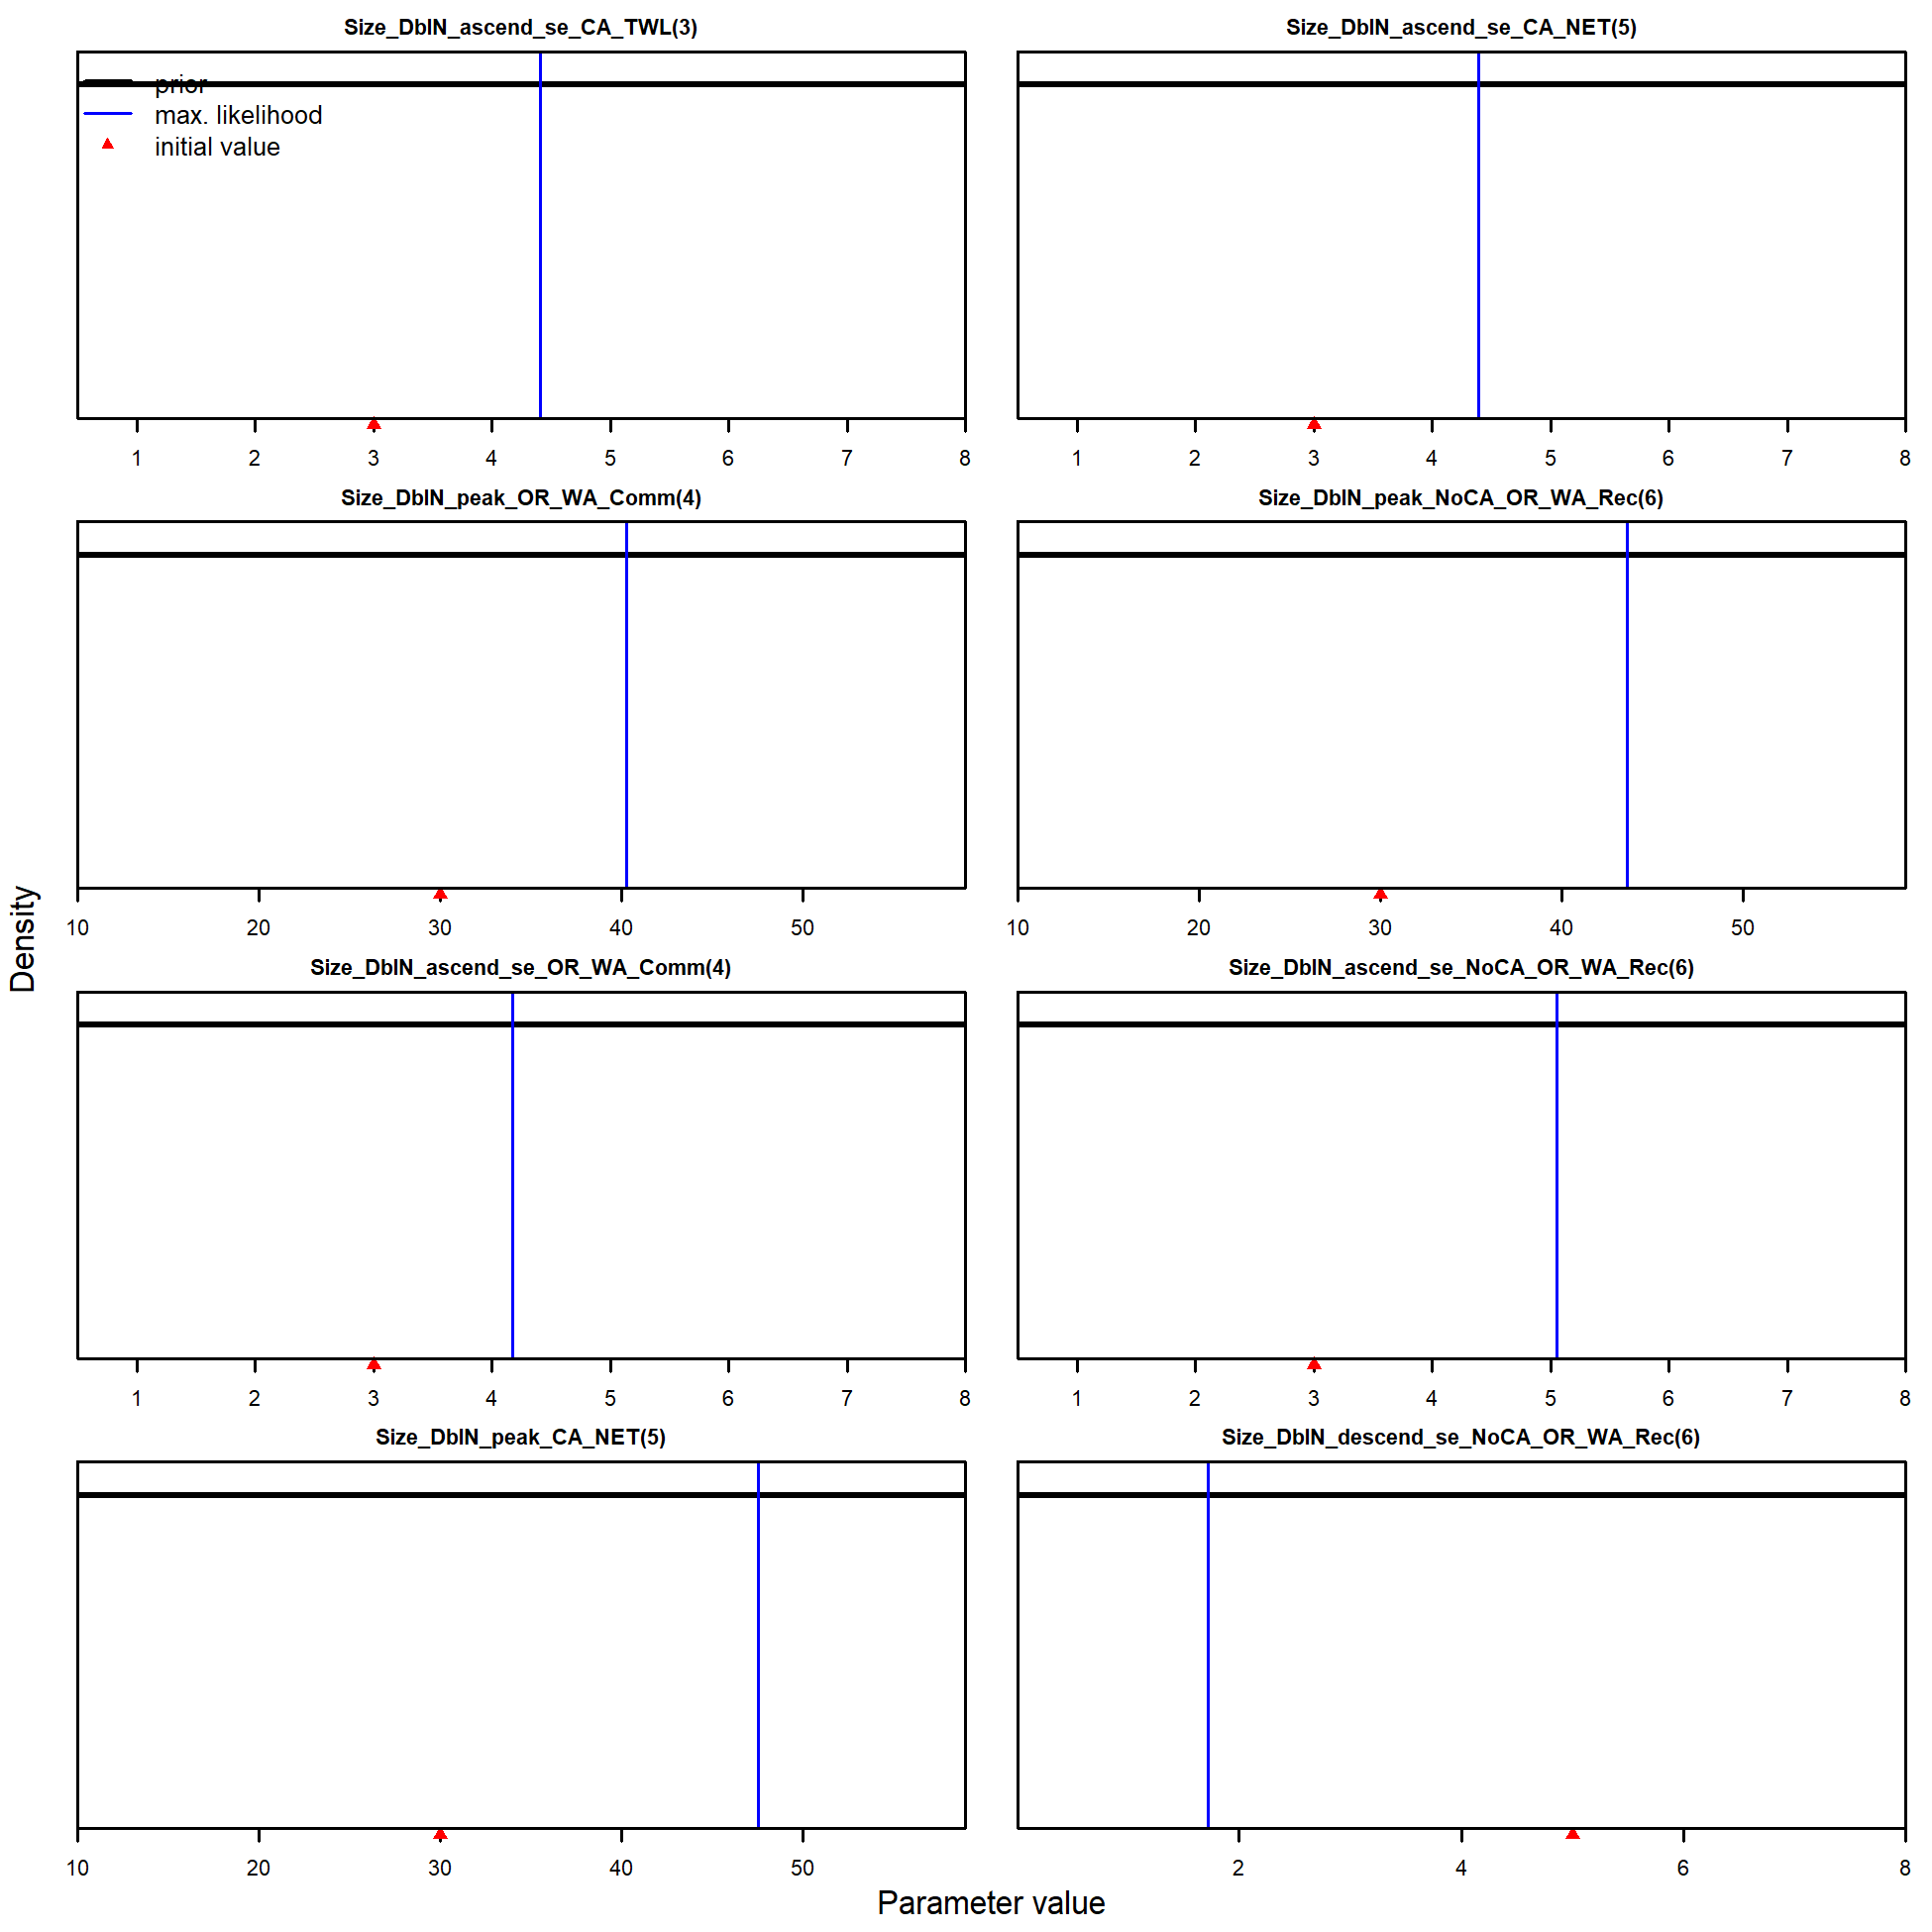 Size_DblN_ascend_se_CA_TWL(3)
prior
max. likelihood
initial value
1 2 3 4 5 6 7 8
Size_DblN_ascend_se_CA_NET(5)
1 2 3 4 5 6 7 8
Size_DblN_peak_OR_WA_Comm(4)
10 20 30 40 50
Size_DblN_peak_NoCA_OR_WA_Rec(6)
10 20 30 40 50
Size_DblN_ascend_se_OR_WA_Comm(4)
1 2 3 4 5 6 7 8
Size_DblN_ascend_se_NoCA_OR_WA_Rec(6)
1 2 3 4 5 6 7 8
Size_DblN_peak_CA_NET(5)
10 20 30 40 50
Size_DblN_descend_se_NoCA_OR_WA_Rec(6)
2 4 6 8
Density
Parameter value